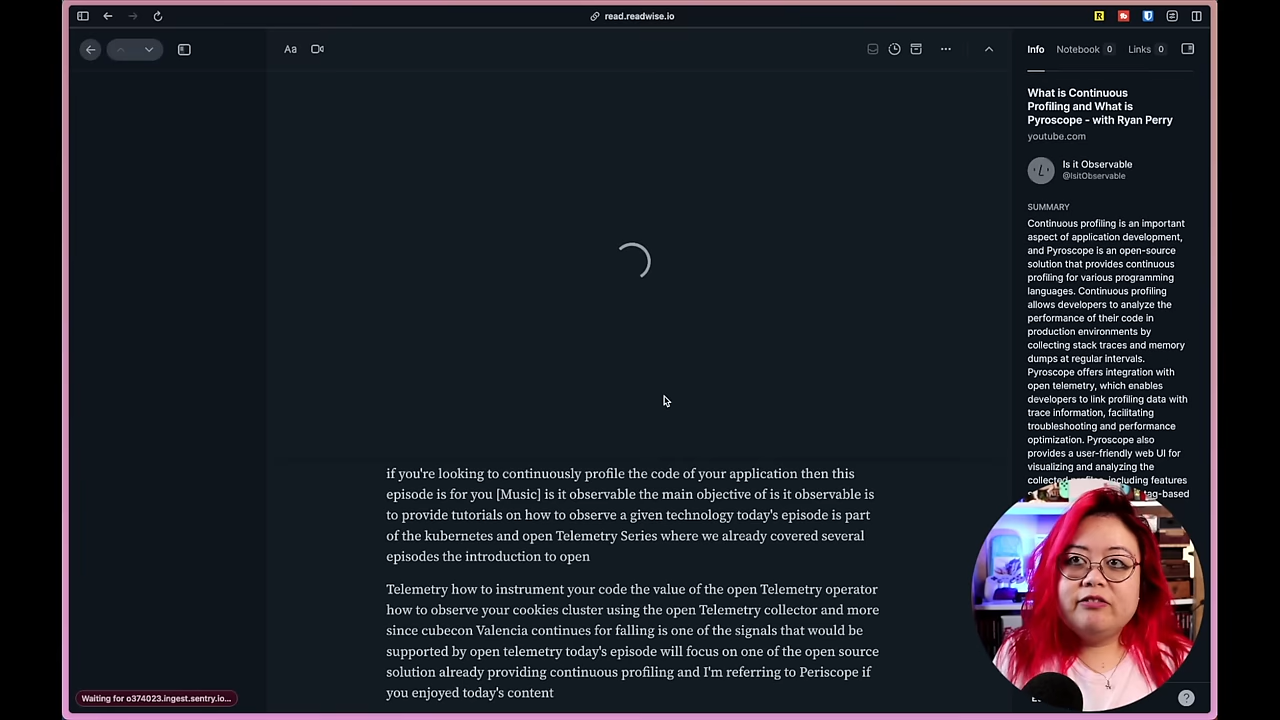 read.readwise.io
R
Aa
Info
Notebook 0
Links 0
What is Continuous
Profiling and What is
Pyroscope - with Ryan Perry
youtube.com
Is it Observable
@IsitObservable
SUMMARY
Continuous profiling is an important
aspect of application development,
and Pyroscope is an open-source
solution that provides continuous
profiling for various programming
languages. Continuous profiling
allows developers to analyze the
performance of their code in
production environments by
collecting stack traces and memory
dumps at regular intervals.
Pyroscope offers integration with
open telemetry, which enables
developers to link profiling data with
trace information, facilitating
troubleshooting and performance
optimization. Pyroscope also
provides a user-friendly web UI for
visualizing and analyzing the
collected profiles, including features
if you're looking to continuously profile the code of your application then this
episode is for you [Music] is it observable the main objective of is it observable is
to provide tutorials on how to observe a given technology today's episode is part
of the kubernetes and open Telemetry Series where we already covered several
episodes the introduction to open
Telemetry how to instrument your code the value of the open Telemetry operator
how to observe your cookies cluster using the open Telemetry collector and more
since cubecon Valencia continues for falling is one of the signals that would be
supported by open telemetry today's episode will focus on one of the open source
solution already providing continuous profiling and I'm referring to Periscope if
you enjoyed today's content
Waiting for o374023.ingest.sentry.io...
?